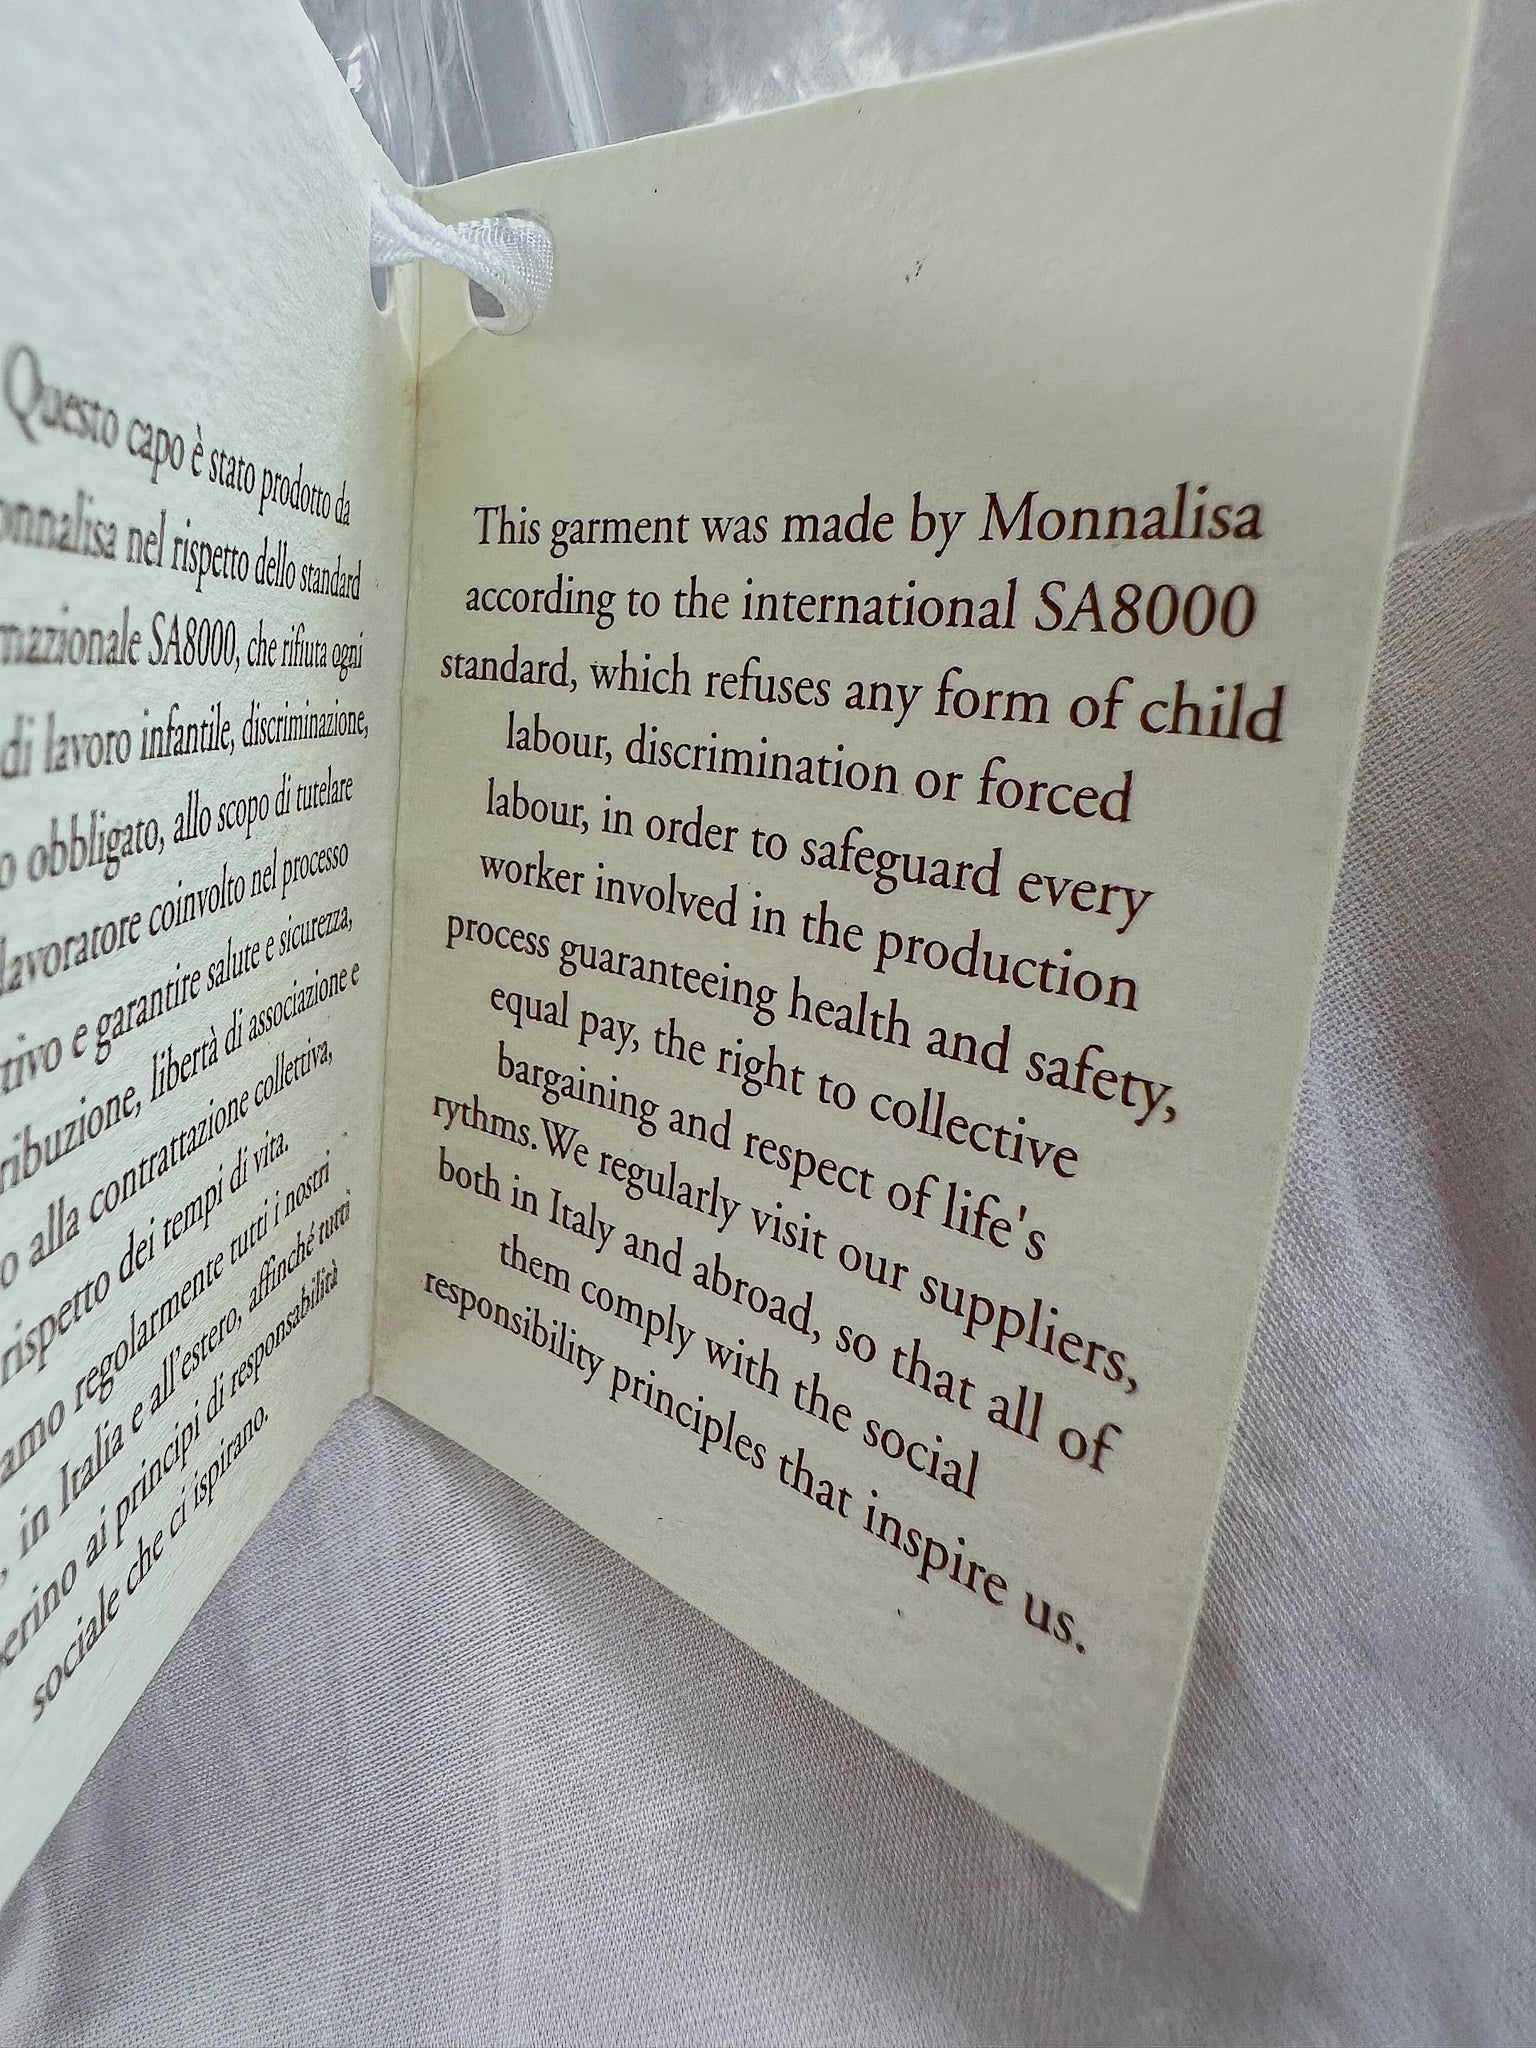 Questo capo è stato prodotto da
nel rispetto dello standard
SA8000, che rifiuta ogni
di lavoro infantile, discriminazione,
obbligato, allo scopo di tutelare
lavoratore coinvolto nel processo
e garantire salute e sicurezza,
libertà di associazione e
alla contrattazione collettiva,
rispetto dei tempi di vita.
regolarmente tutti i nostri
in Italia e all'estero, affinché tutti
ai principi di responsabilità
sociale che ci ispirano.
This garment was made by Monnalisa
according to the international SA8000
standard, which refuses any form of child
labour, discrimination or forced
labour, in order to safeguard every
worker involved in the production
process guaranteeing health and safety,
equal pay, the right to collective
bargaining and respect of life's
rythms. We regularly visit our suppliers,
both in Italy and abroad, so that all of
them comply with the social
responsibility principles that inspire us.